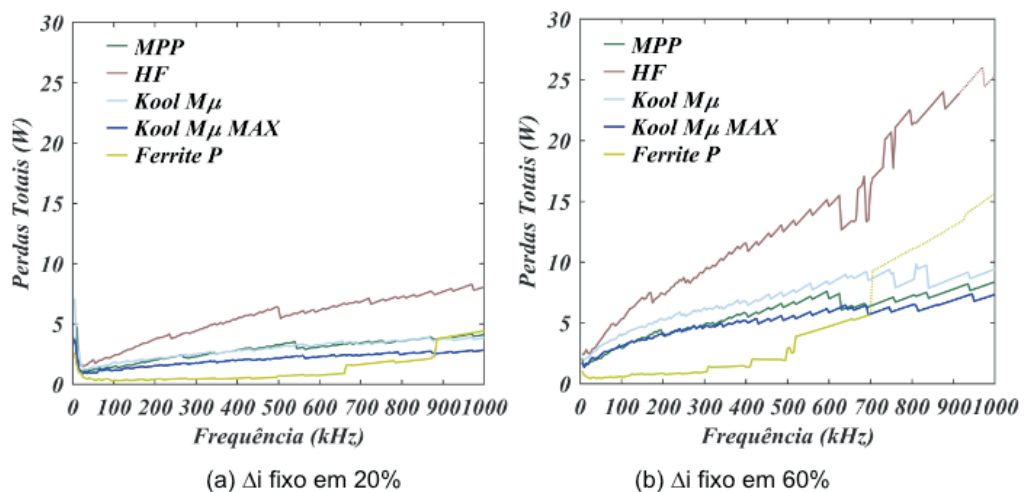 30
25
20
15
10
5
0
Perdas Totais (W)
MPP
HF
Kool Mμ
Kool Mμ MAX
Ferrite P
0 100 200 300 400 500 600 700 800 9001000
Frequência (kHz)
(a) Δi fixo em 20%
30
25
20
15
10
5
0
Perdas Totais (W)
MPP
HF
Kool Mμ
Kool Mμ MAX
Ferrite P
0 100 200 300 400 500 600 700 800 9001000
Frequência (kHz)
(b) Δi fixo em 60%